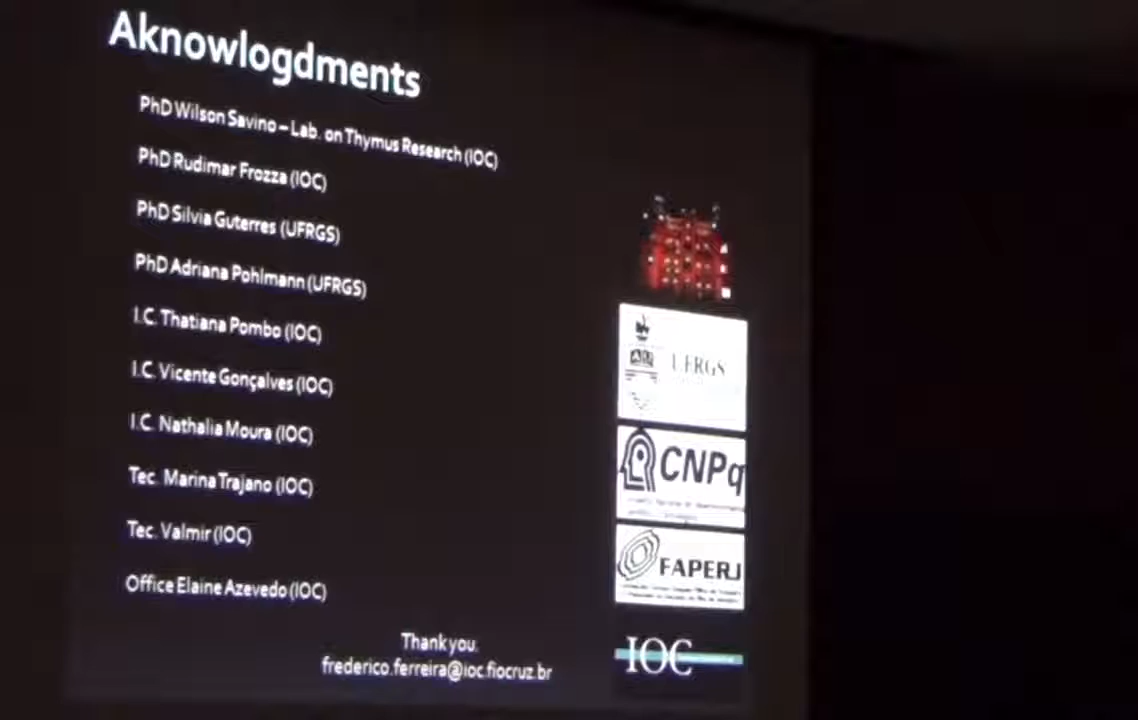 Aknowlogdments
PhD Wilson Savino – Lab. on Thymus Research (IOC)
PhD Rudimar Frozza (IOC)
PhD Silvia Guterres (UFRGS)
PhD Adriana Pohlmann (UFRGS)
I.C. Thatiana Pombo (IOC)
I.C. Vicente Gonçalves (IOC)
I.C. Nathalia Moura (IOC)
Tec. Marina Trajano (IOC)
Tec. Valmir (IOC)
Office Elaine Azevedo (IOC)
Thank you.
frederico.ferreira@ioc.fiocruz.br
UFRGS
CNPq
FAPERJ
IOC